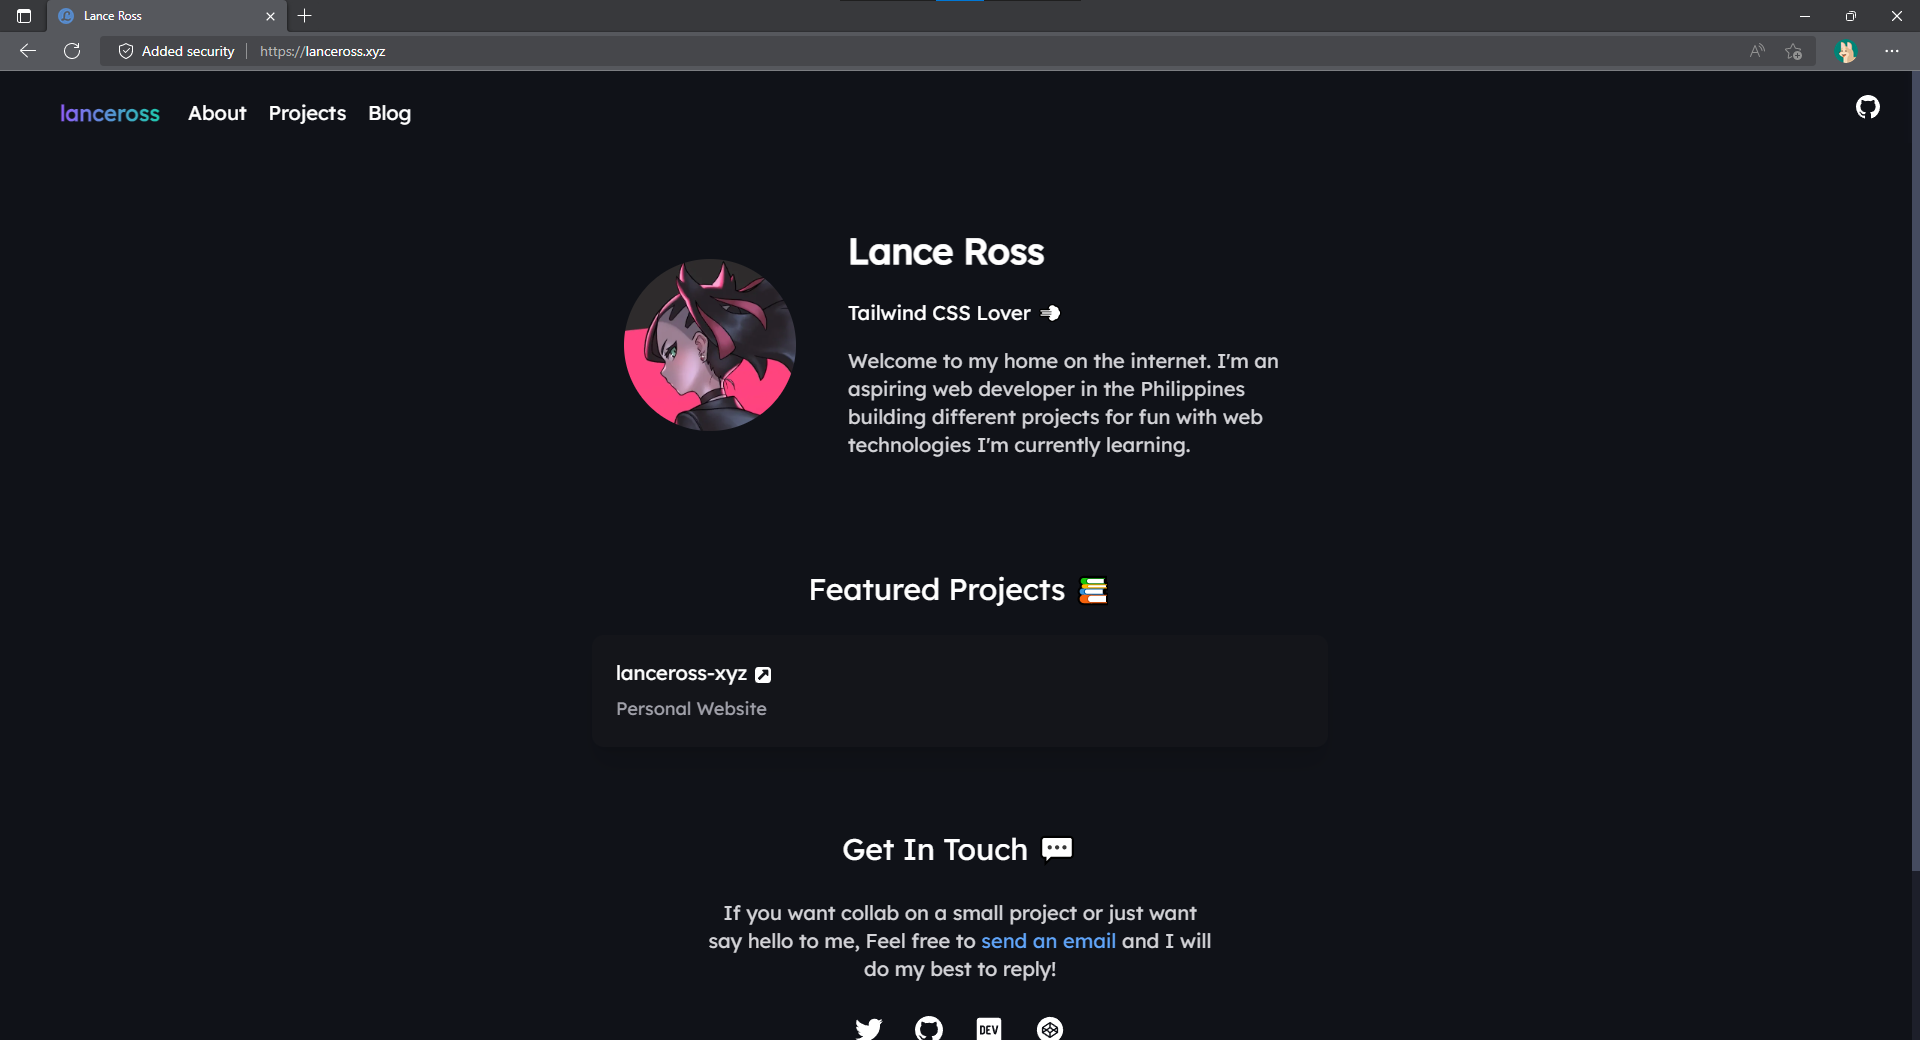 Lance Ross
Added security
https://lanceross.xyz
lanceross About Projects Blog
Lance Ross
Tailwind CSS Lover
Welcome to my home on the internet. I'm an
aspiring web developer in the Philippines
building different projects for fun with web
technologies I'm currently learning.
Featured Projects
lanceross-xyz
Personal Website
Get In Touch
If you want collab on a small project or just want
say hello to me, Feel free to send an email and I will
do my best to reply!
DEV